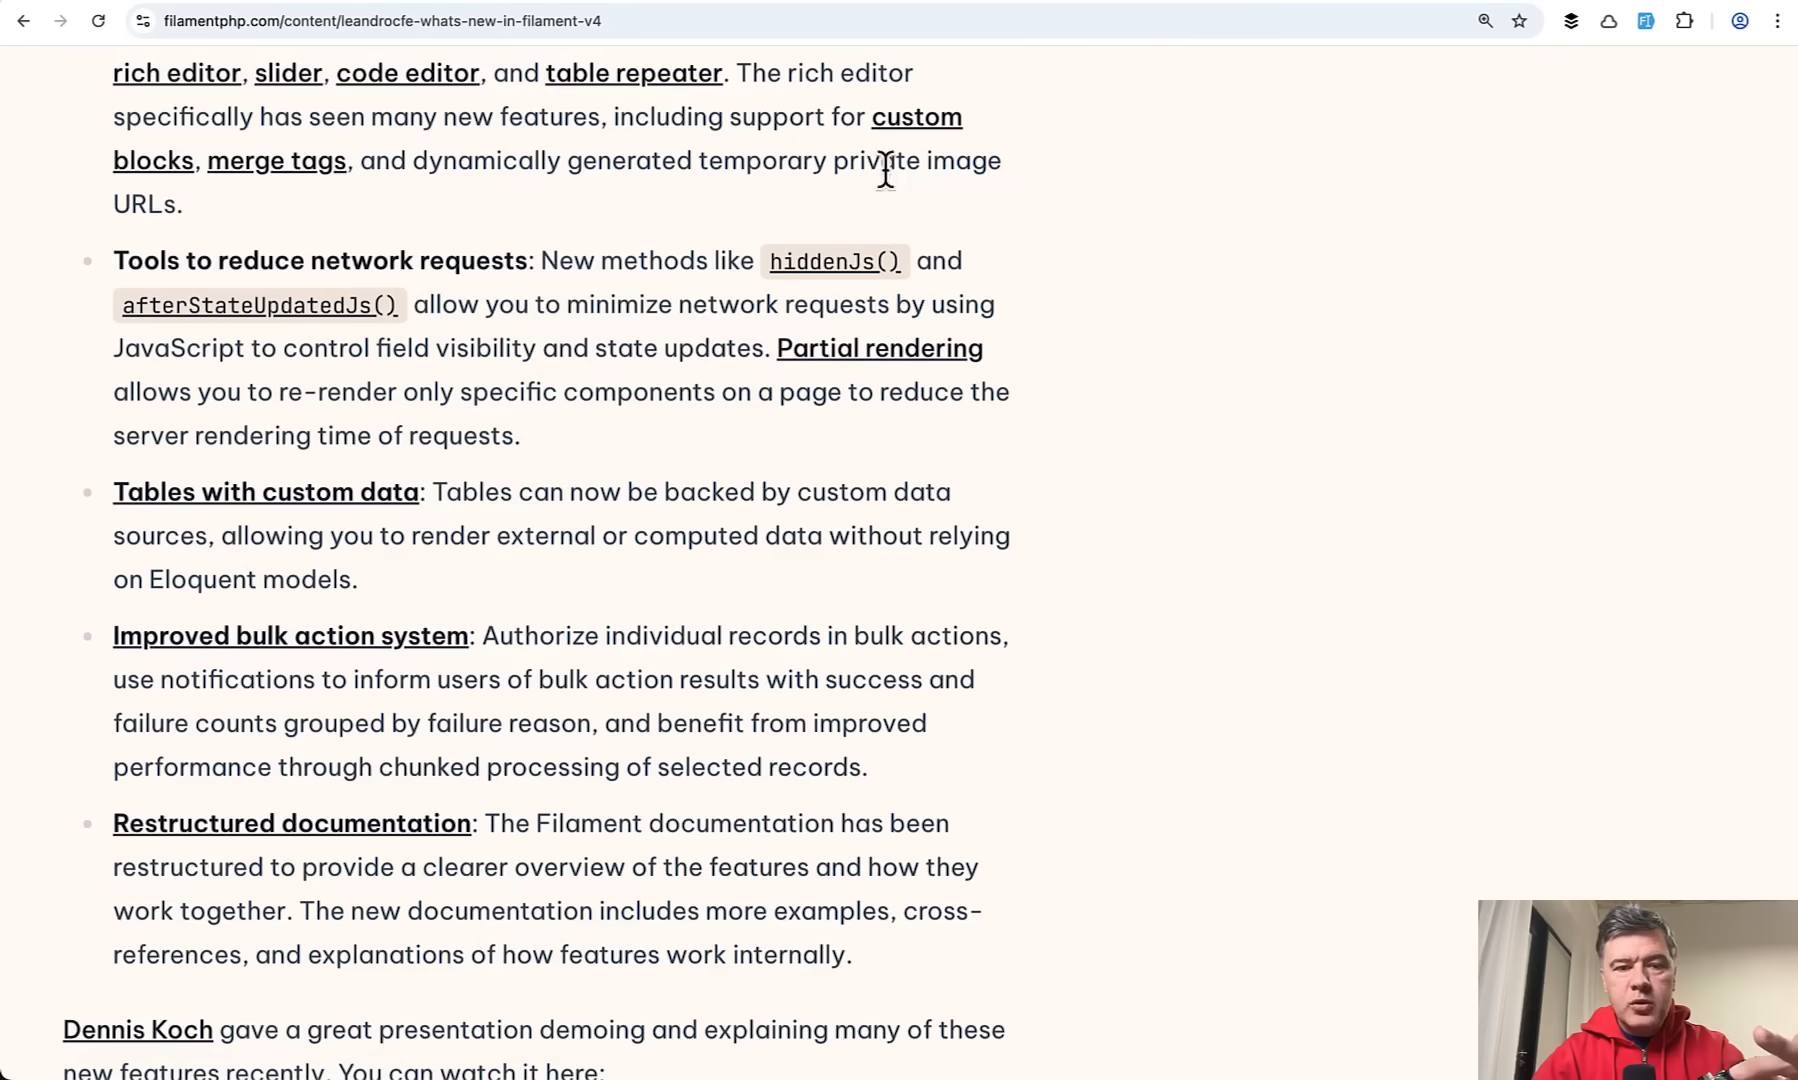 filamentphp.com/content/leandrocfe-whats-new-in-filament-v4
rich editor, slider, code editor, and table repeater. The rich editor
specifically has seen many new features, including support for custom
blocks, merge tags, and dynamically generated temporary private image
URLs.
Tools to reduce network requests: New methods like hiddenJs() and
afterStateUpdatedJs() allow you to minimize network requests by using
JavaScript to control field visibility and state updates. Partial rendering
allows you to re-render only specific components on a page to reduce the
server rendering time of requests.
Tables with custom data: Tables can now be backed by custom data
sources, allowing you to render external or computed data without relying
on Eloquent models.
Improved bulk action system: Authorize individual records in bulk actions,
use notifications to inform users of bulk action results with success and
failure counts grouped by failure reason, and benefit from improved
performance through chunked processing of selected records.
Restructured documentation: The Filament documentation has been
restructured to provide a clearer overview of the features and how they
work together. The new documentation includes more examples, cross-
references, and explanations of how features work internally.
Dennis Koch gave a great presentation demoing and explaining many of these
new features recently. You can watch it here: